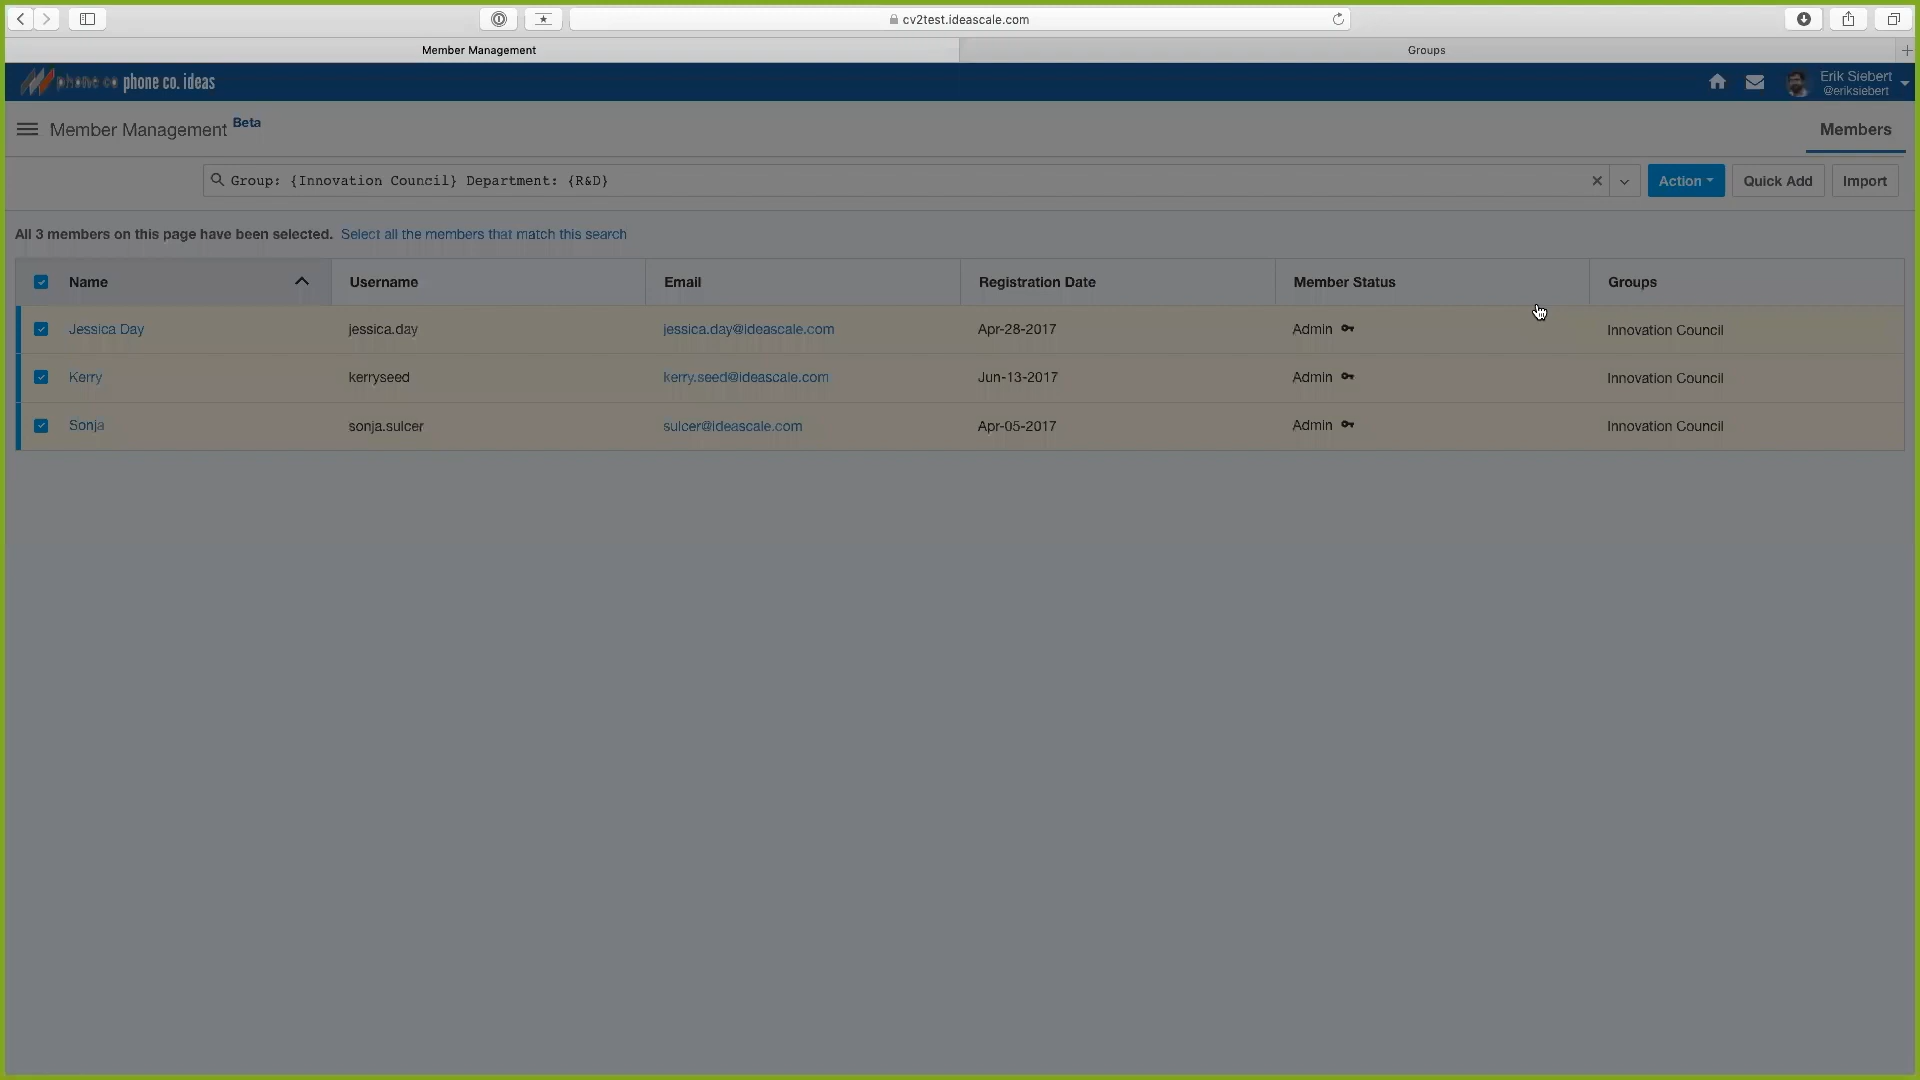 cv2test.ideascale.com
Member Management
Groups
phone co phone co. ideas
Erik Siebert
@eriksiebert
Member Management Beta
Members
Group: {Innovation Council} Department: {R&D}
Action
Quick Add
Import
All 3 members on this page have been selected. Select all the members that match this search
Name Username Email Registration Date Member Status Groups
Jessica Day jessica.day jessica.day@ideascale.com Apr-28-2017 Admin Innovation Council
Kerry kerryseed kerry.seed@ideascale.com Jun-13-2017 Admin Innovation Council
Sonja sonja.sulcer sulcer@ideascale.com Apr-05-2017 Admin Innovation Council